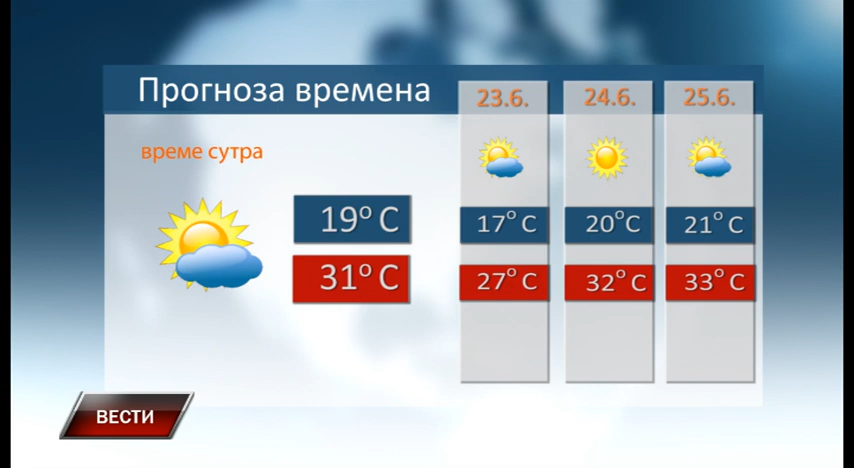 Прогноза времена
време сутра
19° C
31° C
23.6.
17° C
27° C
24.6.
20°C
32° C
25.6.
21° C
33° C
ВЕСТИ